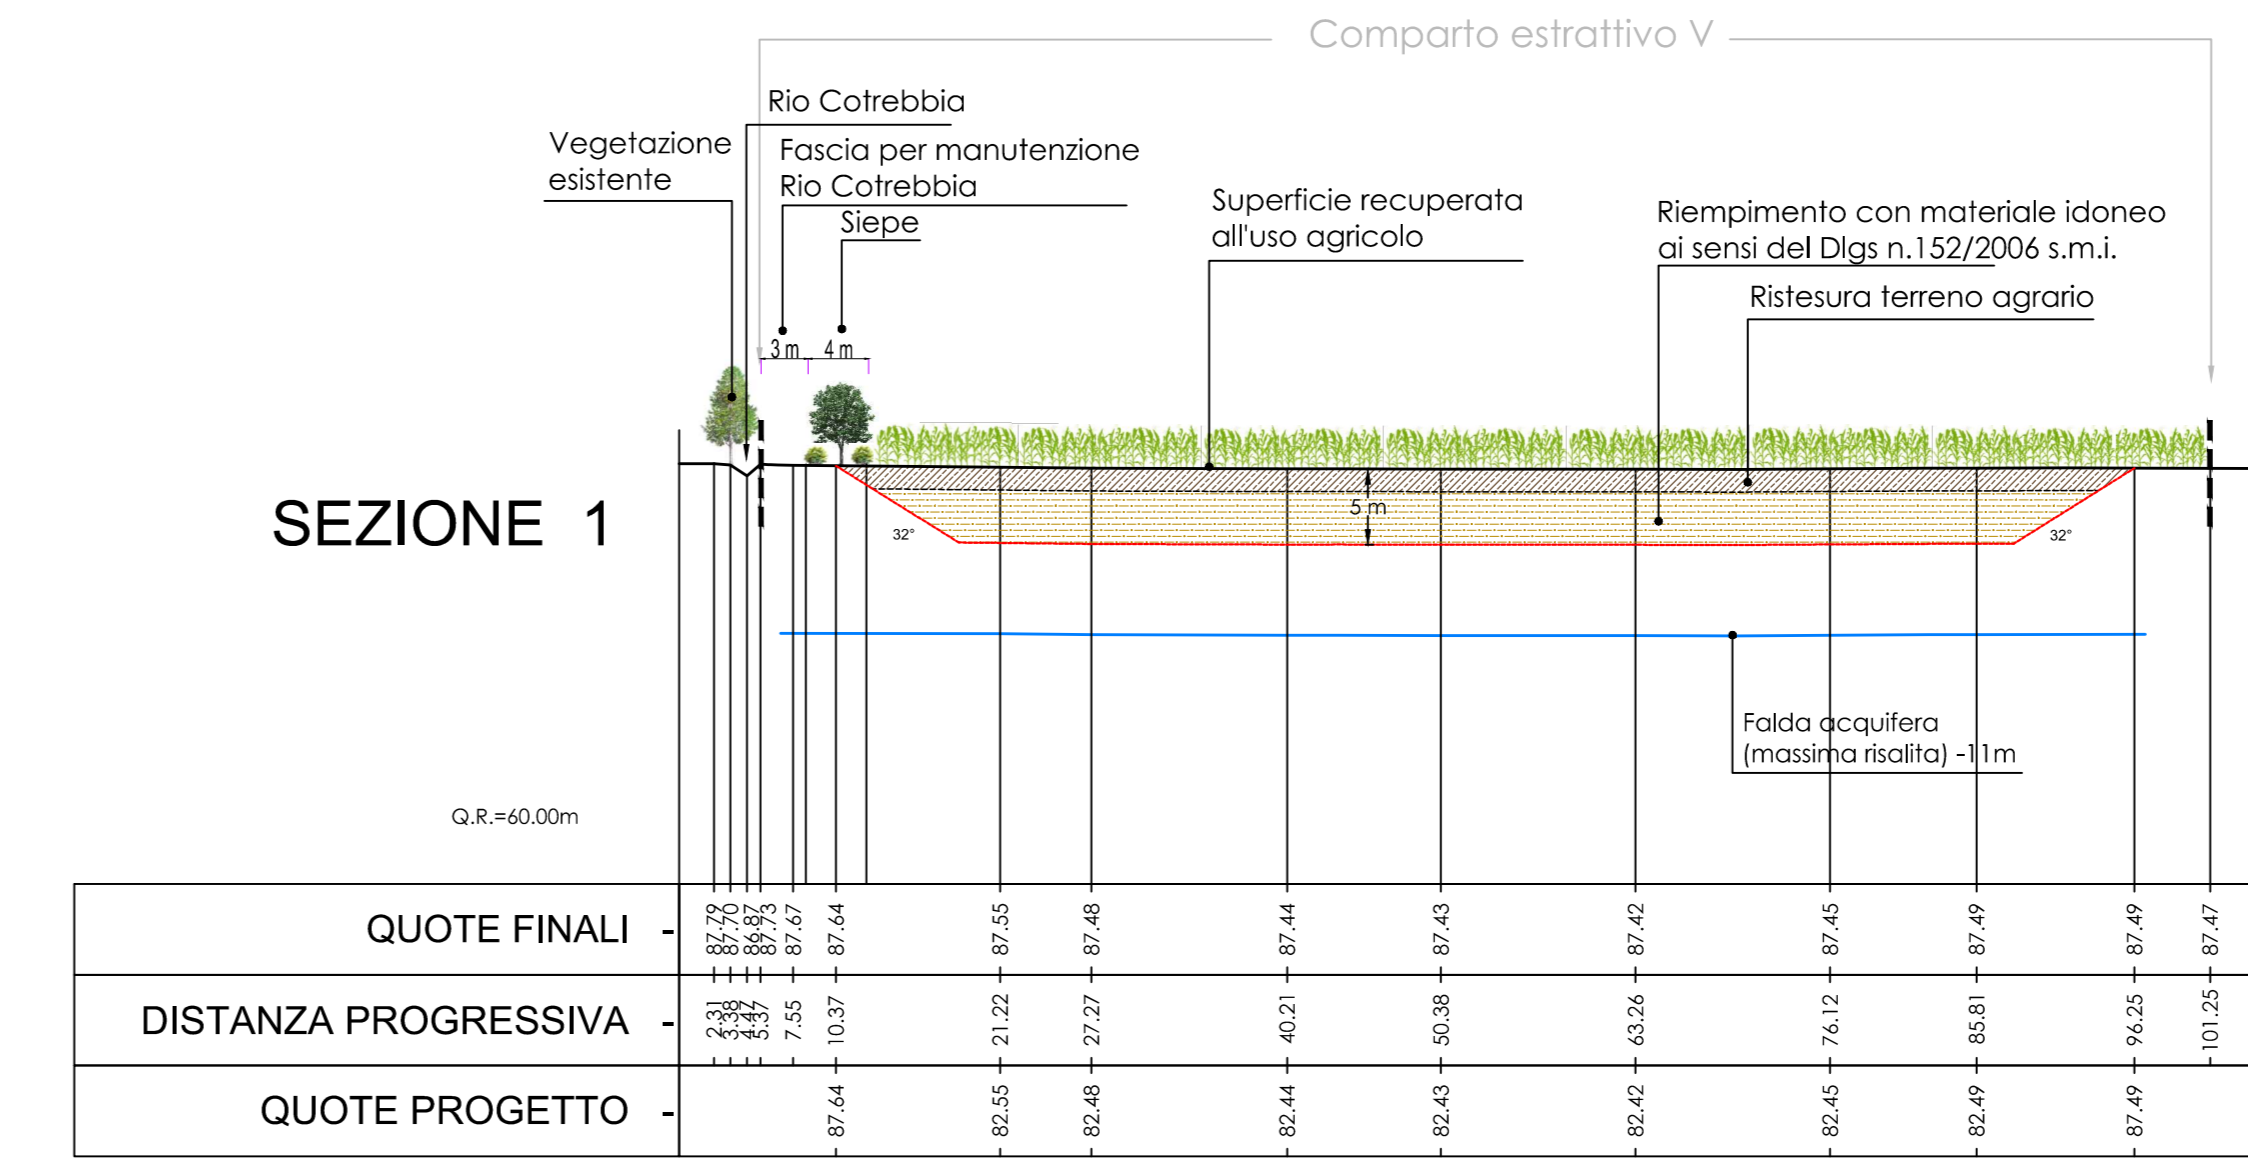 Comparto estrattivo V
Rio Cotrebbia
Vegetazione
esistente
Fascia per manutenzione
Rio Cotrebbia
Siepe
Superficie recuperata
all'uso agricolo
Riempimento con materiale idoneo
ai sensi del Dlgs n.152/2006 s.m.i.
Ristesura terreno agrario
3 m 4 m
SEZIONE 1
5 m
32° 32°
Falda acquifera
(massima risalita) -11m
Q.R.=60.00m
QUOTE FINALI - 87.79 87.70 86.87 87.73 87.67 87.64 87.55 87.48 87.44 87.43 87.42 87.45 87.49 87.49 87.47
DISTANZA PROGRESSIVA - 2.31 3.38 4.47 5.37 7.55 10.37 21.22 27.27 40.21 50.38 63.26 76.12 85.81 96.25 101.25
QUOTE PROGETTO - 87.64 82.55 82.48 82.44 82.43 82.42 82.45 82.49 87.49